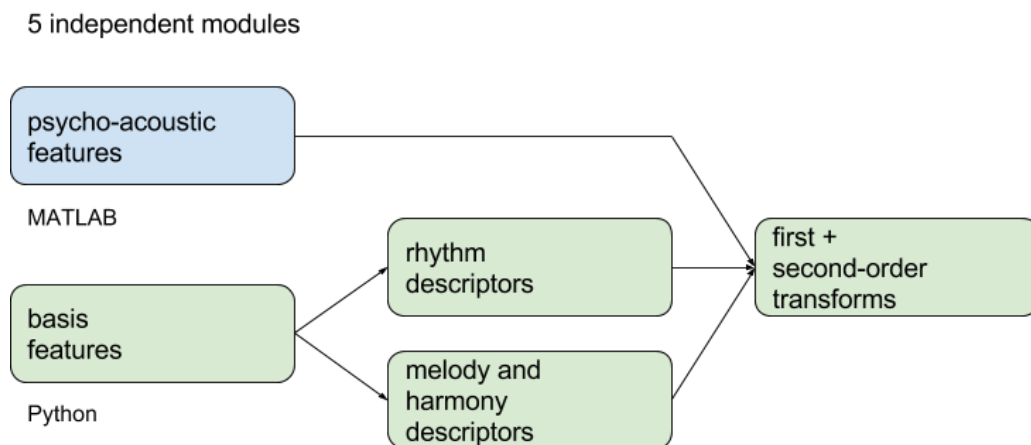 5 independent modules
psycho-acoustic
features
MATLAB
rhythm
descriptors
first +
second-order
transforms
basis
features
melody and
harmony
descriptors
Python